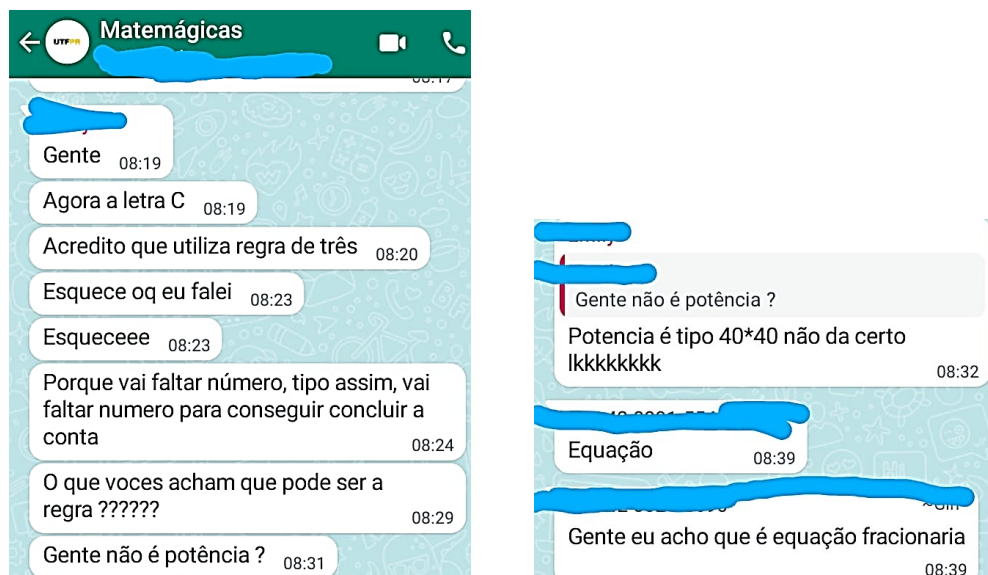 UTFPR
Matemágicas
Gente 08:19
Agora a letra C 08:19
Acredito que utiliza regra de três 08:20
Esquece oq eu falei 08:23
Esqueceee 08:23
Porque vai faltar número, tipo assim, vai
faltar numero para conseguir concluir a
conta
08:24
O que voces acham que pode ser a
regra ??????
08:29
Gente não é potência ? 08:31
Gente não é potência ?
Potencia é tipo 40*40 não da certo
lkkkkkkkk
08:32
Equação 08:39
Gente eu acho que é equação fracionaria
08:39